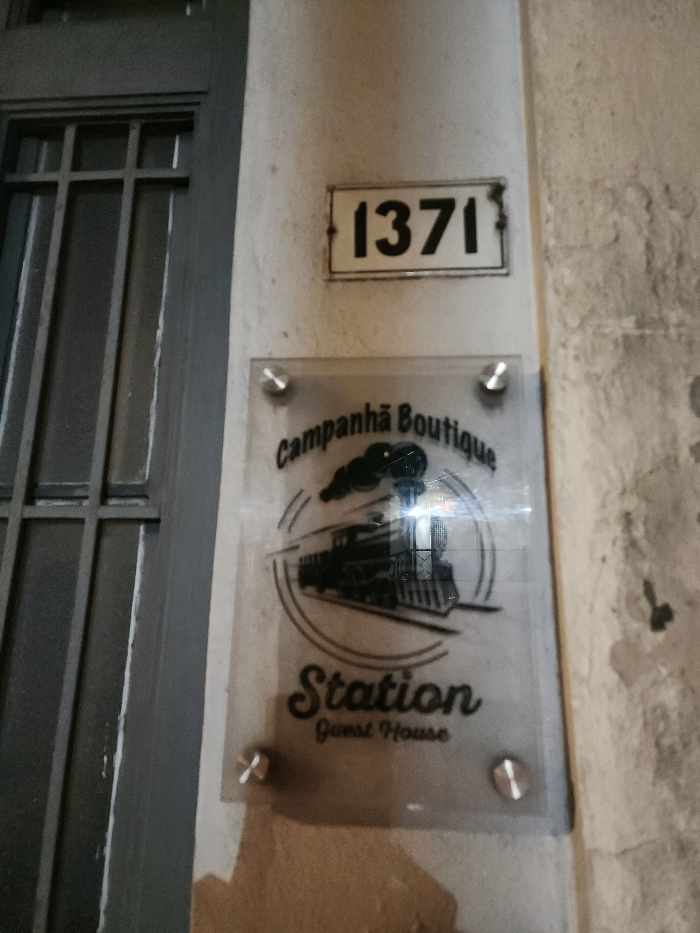 1371
Campanhã Boutique
Station
Guest House